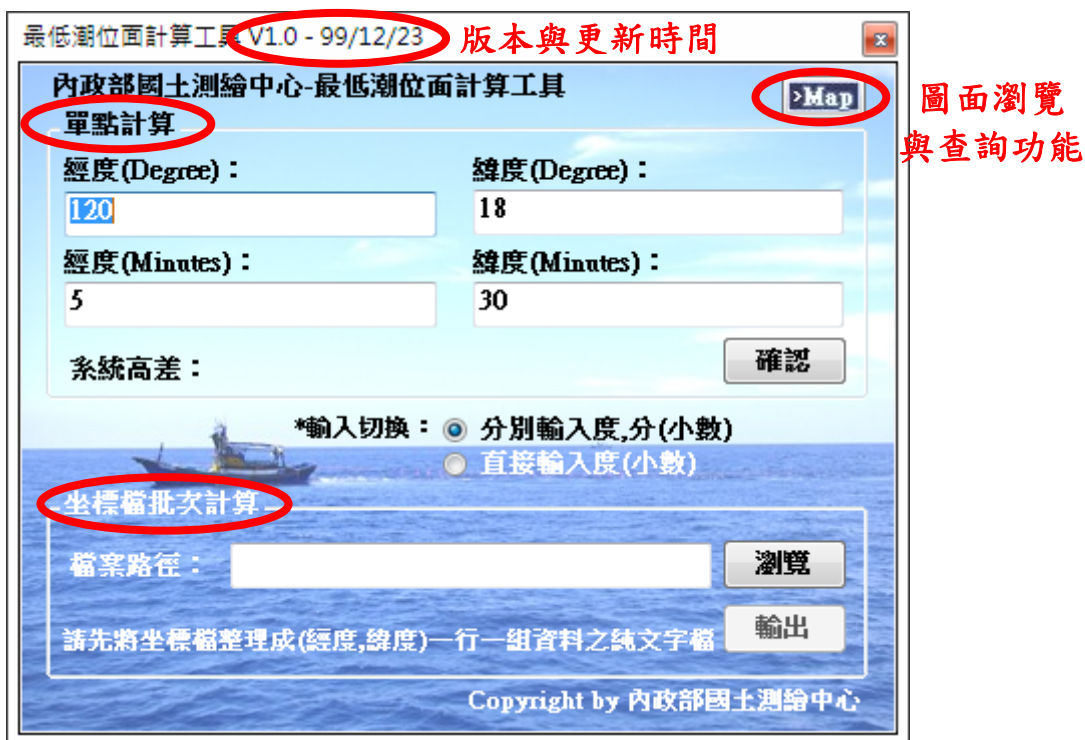 最低潮位面計算工具 V1.0 - 99/12/23 版本與更新時間
內政部國土測繪中心-最低潮位面計算工具
>Map
圖面瀏覽
與查詢功能
單點計算
經度(Degree)： 緯度(Degree)：
120 18
經度(Minutes)： 緯度(Minutes)：
5 30
系統高差：
確認
*輸入切換： 分別輸入度,分(小數)
直接輸入度(小數)
坐標檔批次計算
檔案路徑： 瀏覽
請先將坐標檔整理成(經度,緯度)一行一組資料之純文字檔 輸出
Copyright by 內政部國土測繪中心